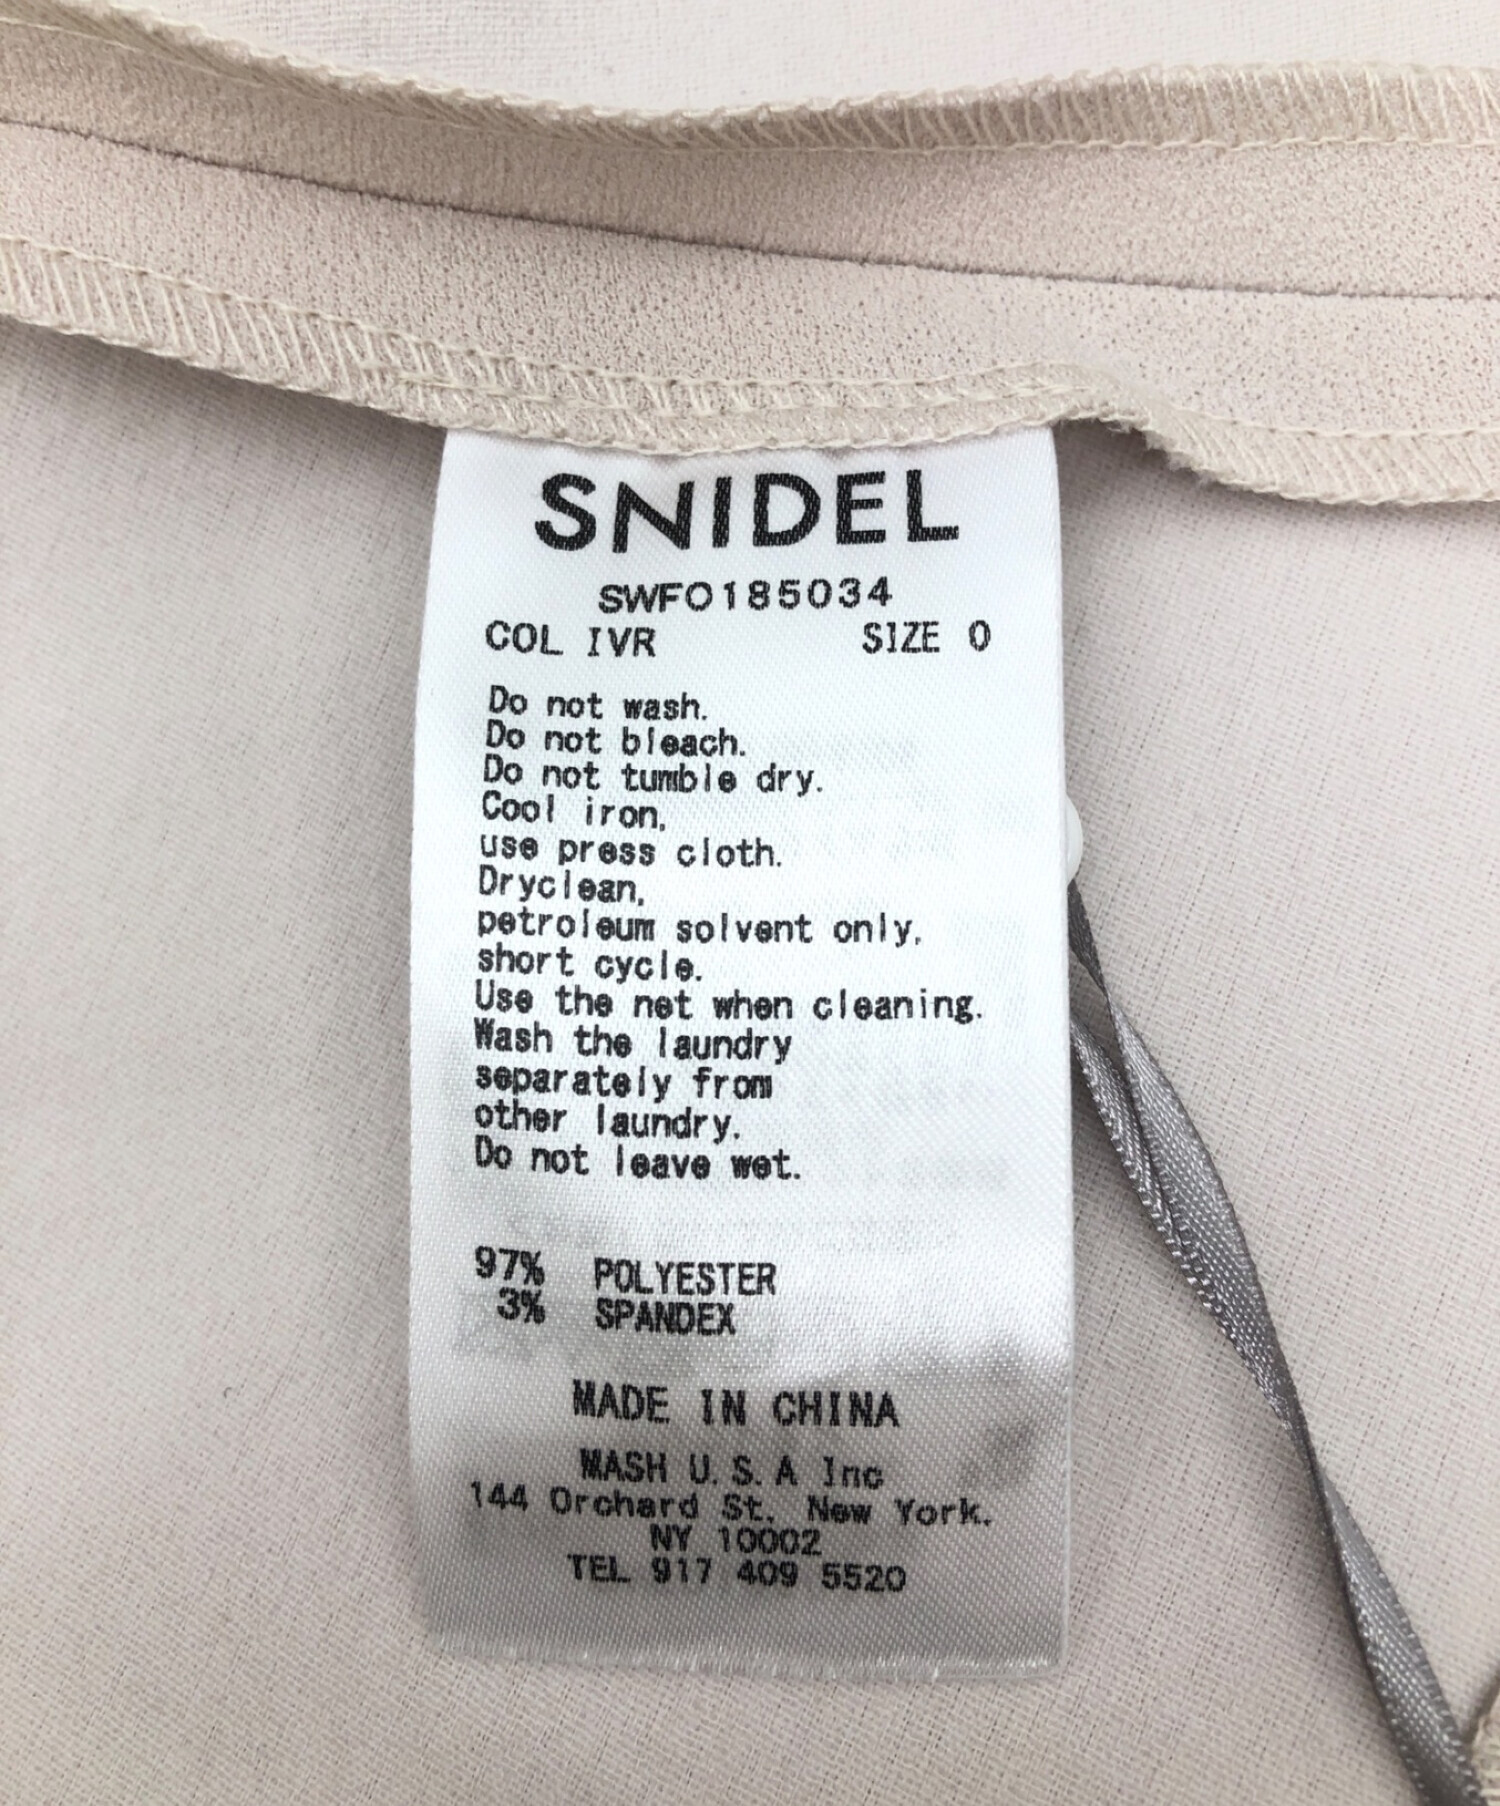 SNIDEL
SWFO185034
COL IVR SIZE 0
Do not wash.
Do not bleach.
Do not tumble dry.
Cool iron,
use press cloth.
Dryclean,
petroleum solvent only,
short cycle.
Use the net when cleaning.
Wash the laundry
separately from
other laundry.
Do not leave wet.
97% POLYESTER
3% SPANDEX
MADE IN CHINA
MASH U.S.A Inc
144 Orchard St, New York,
NY 10002
TEL 917 409 5520